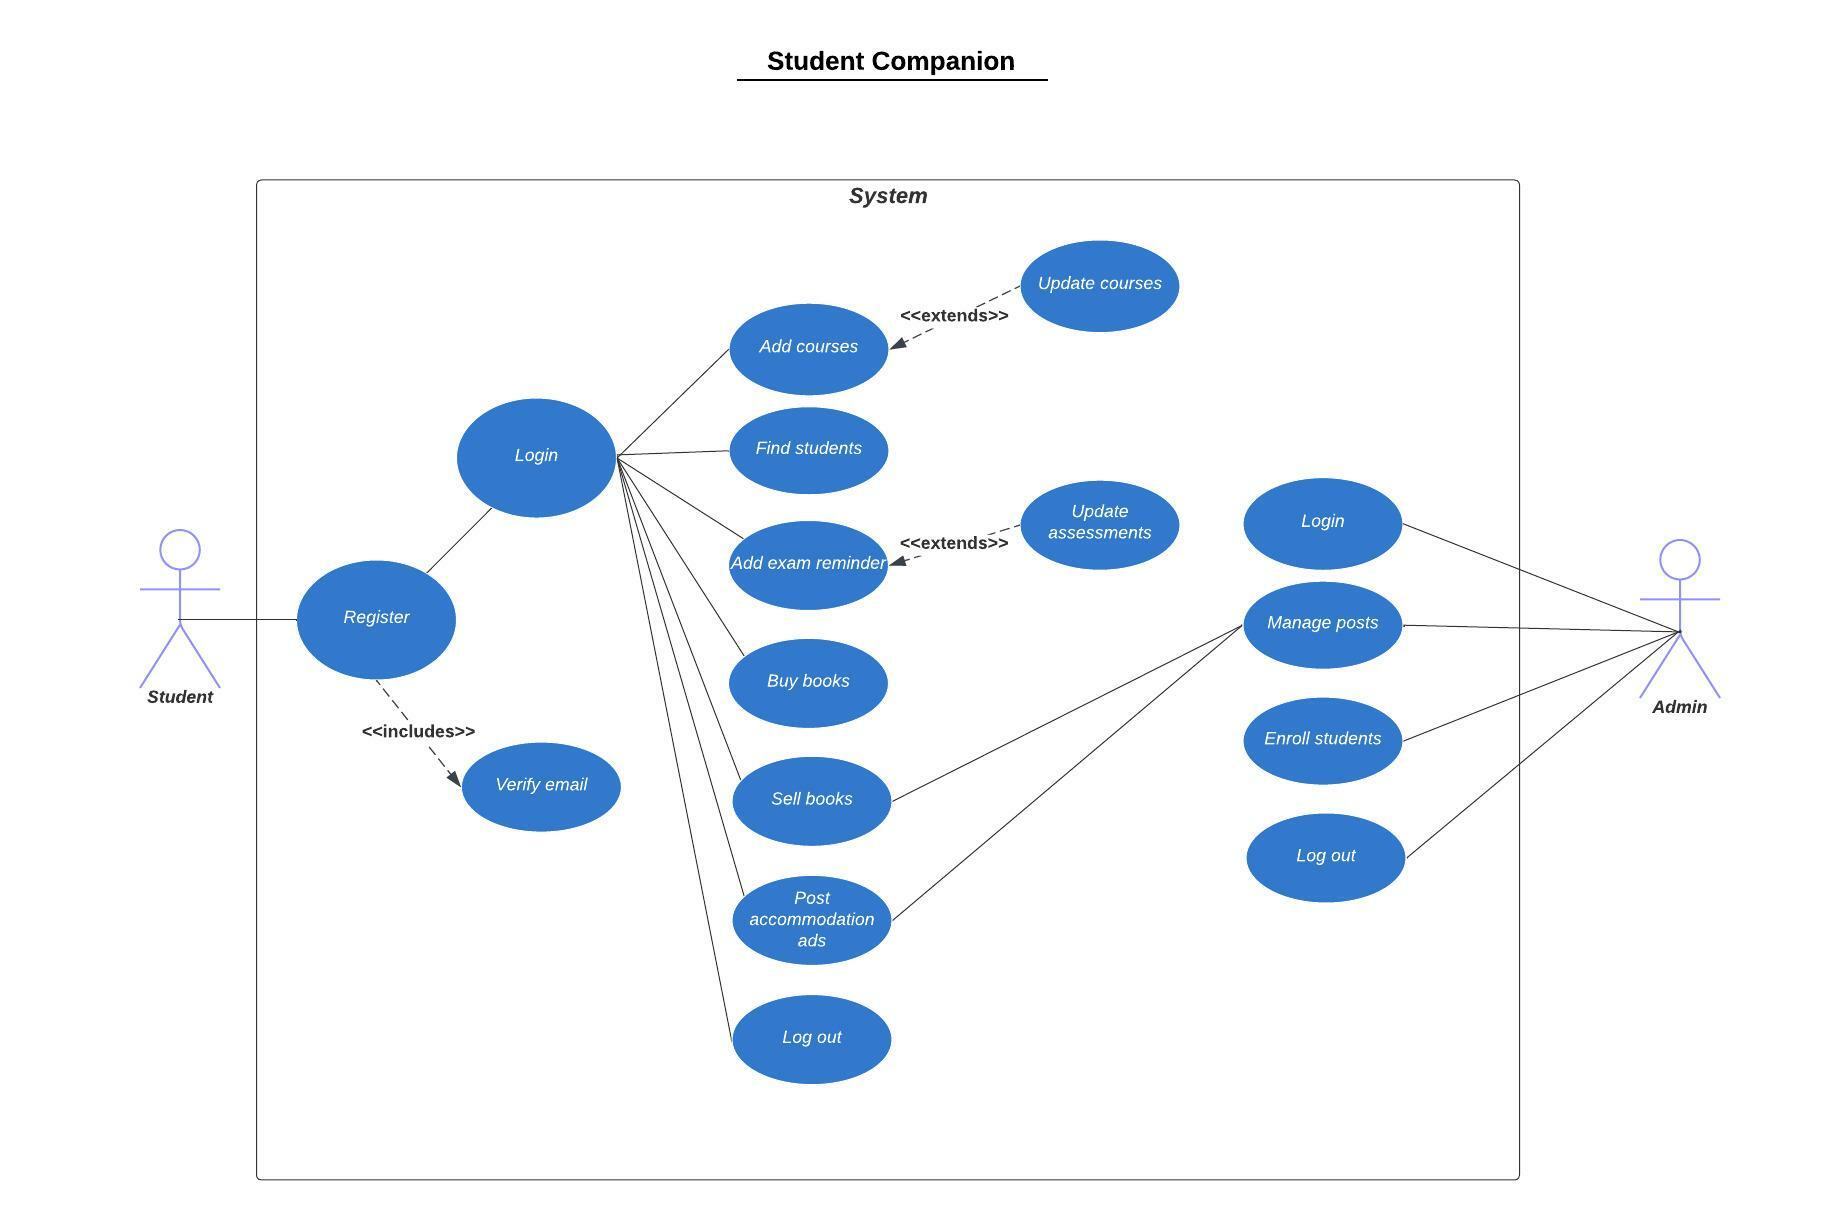 Student Companion
System
Update courses
<<extends>>
Add courses
Find students
Login
Update
assessments
<<extends>>
Add exam reminder
Login
Register
Manage posts
Student
Admin
Buy books
<<includes>>
Enroll students
Verify email
Sell books
Log out
Post
accommodation
ads
Log out